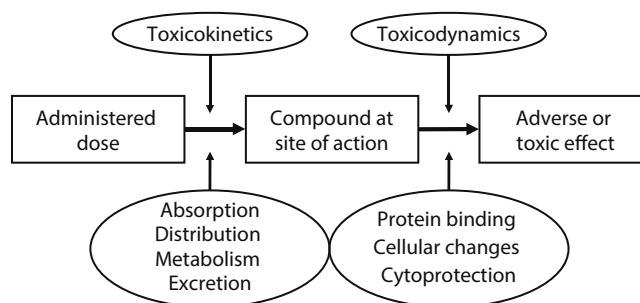 Toxicokinetics
Toxicodynamics
Administered
dose
Compound at
site of action
Adverse or
toxic effect
Absorption
Distribution
Metabolism
Excretion
Protein binding
Cellular changes
Cytoprotection